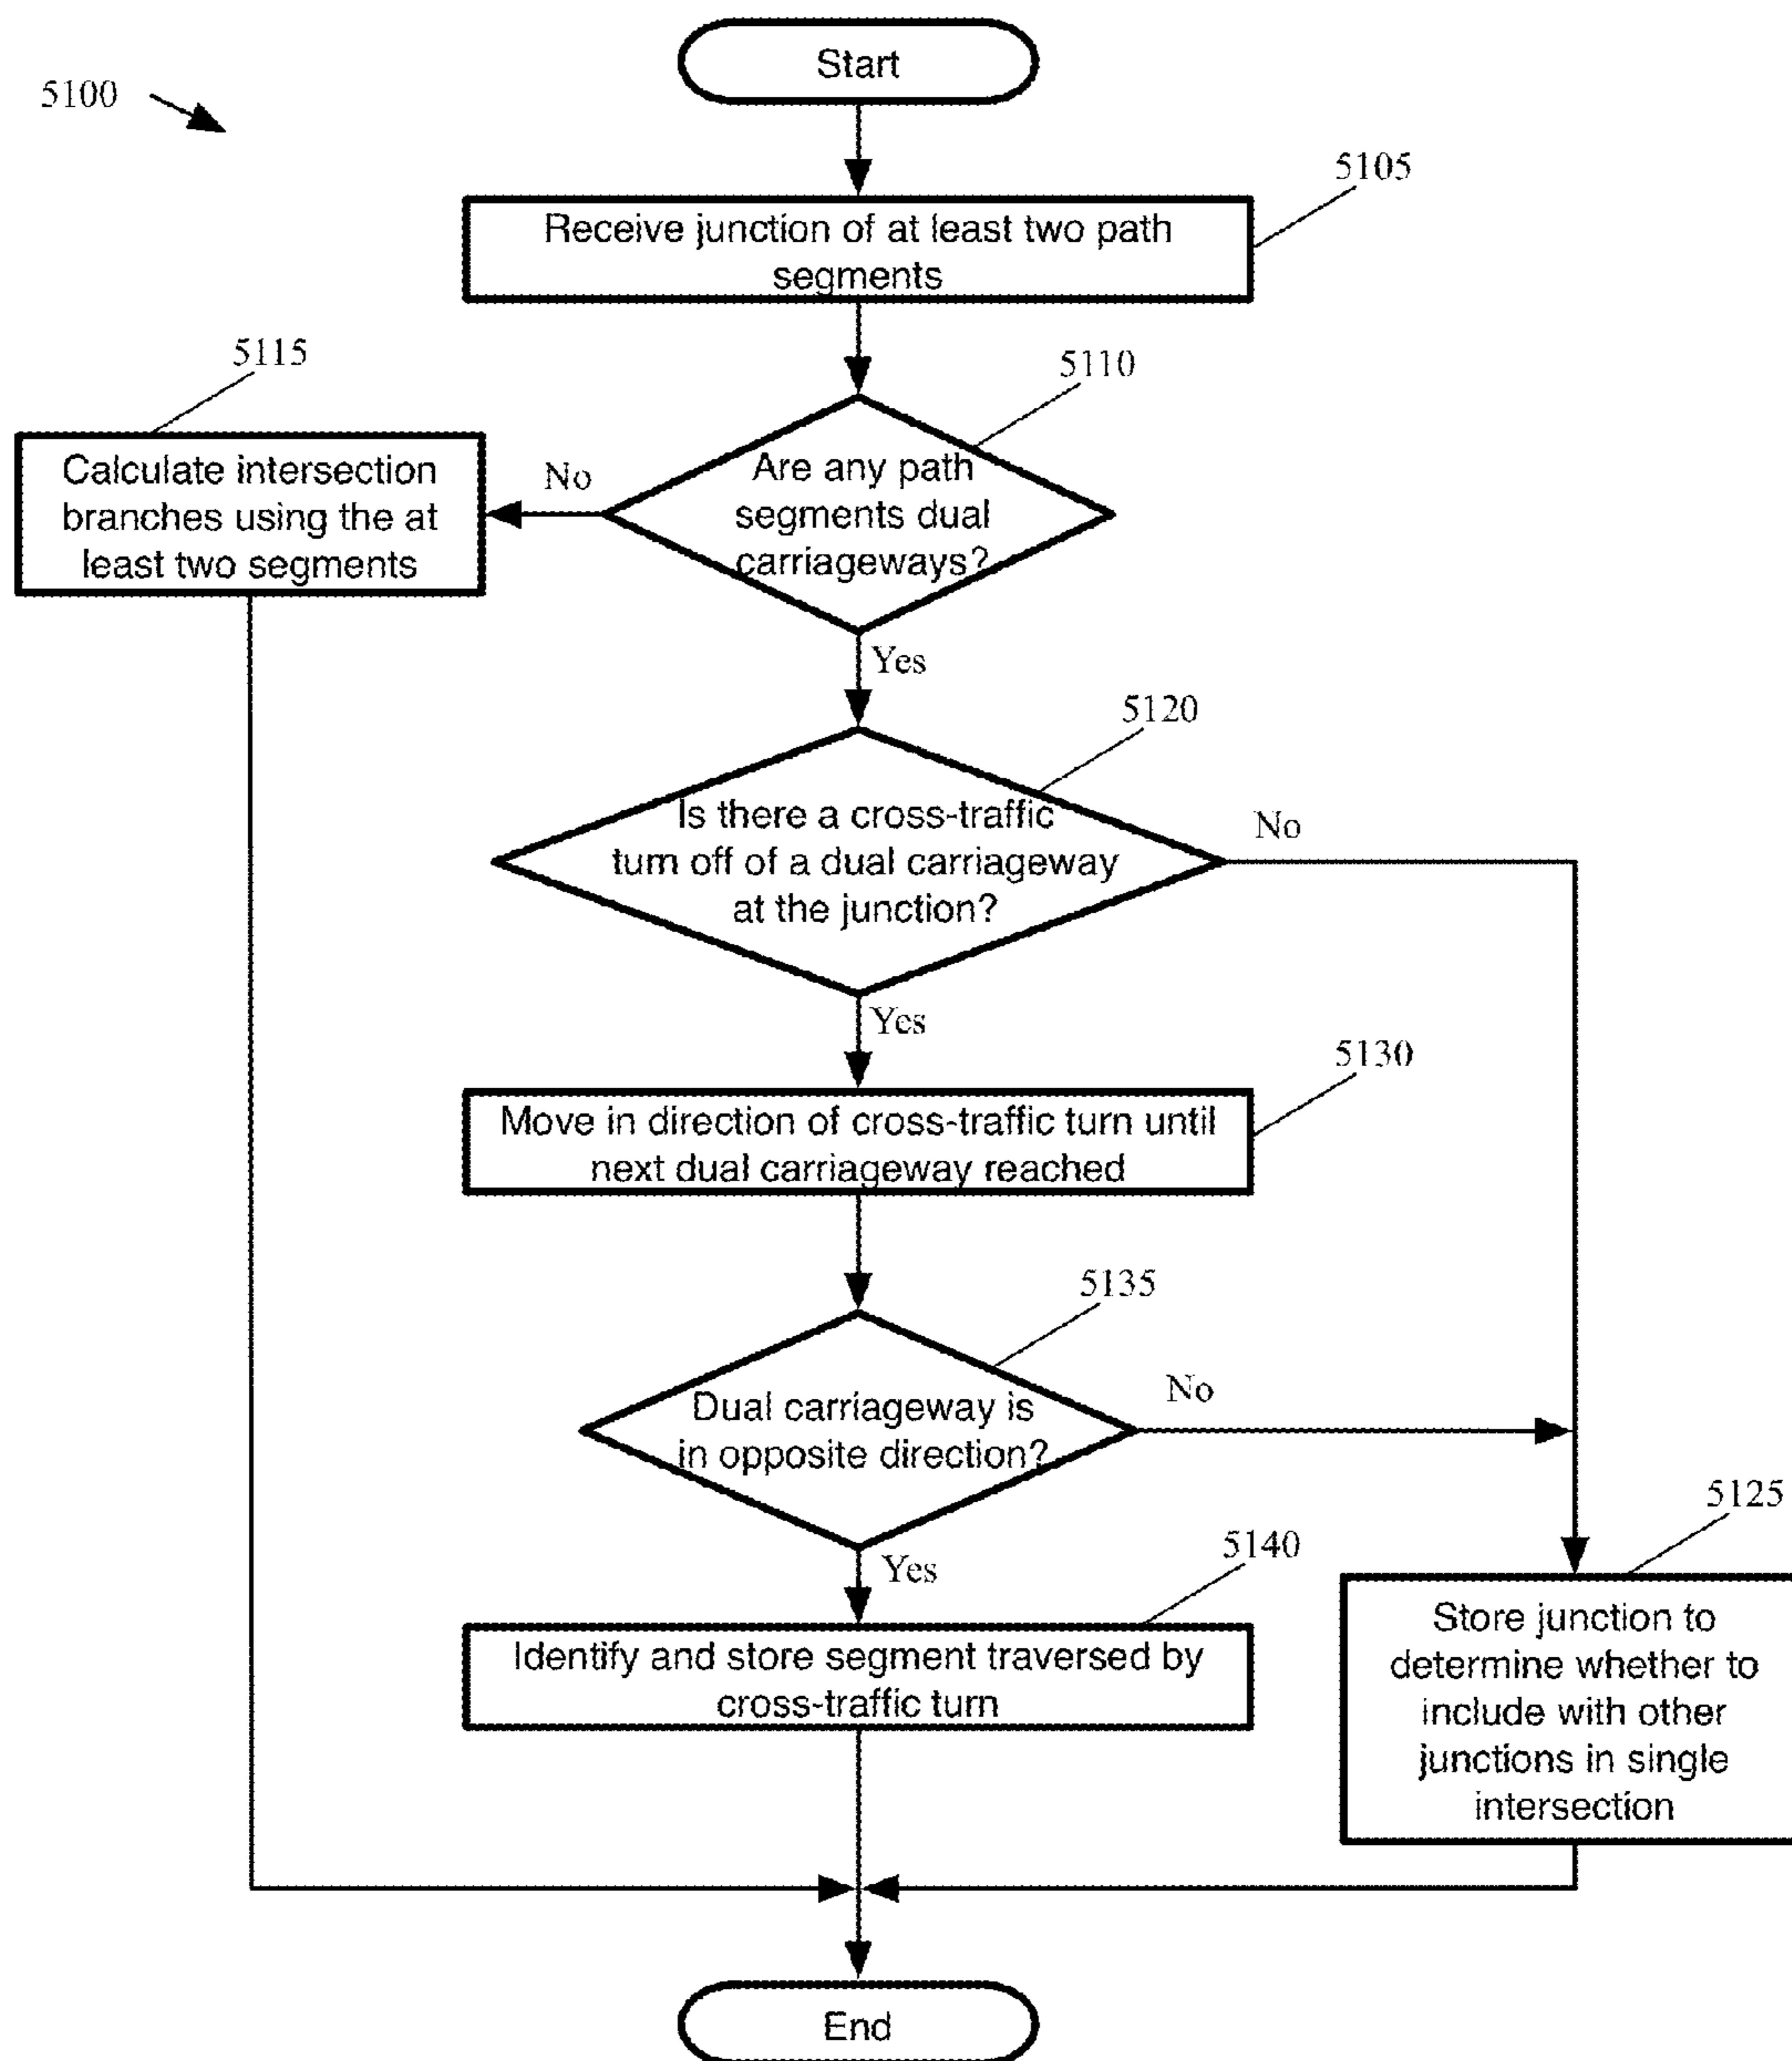 Start
5100
5105
Receive junction of at least two path
segments
5115
5110
Calculate intersection
branches using the at
least two segments
No
Are any path
segments dual
carriageways?
Yes
5120
Is there a cross-traffic
turn off of a dual carriageway
at the junction?
No
Yes
5130
Move in direction of cross-traffic turn until
next dual carriageway reached
5135
Dual carriageway is
in opposite direction?
No
5125
Yes
5140
Identify and store segment traversed by
cross-traffic turn
Store junction to
determine whether to
include with other
junctions in single
intersection
End